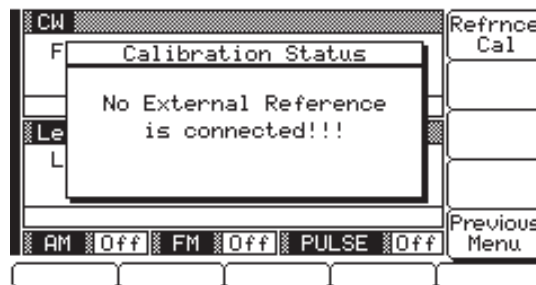 CW
Refrnce
Cal
F
Calibration Status
No External Reference
is connected!!!
Le
L
Previous
Menu
AM Off FM Off PULSE Off